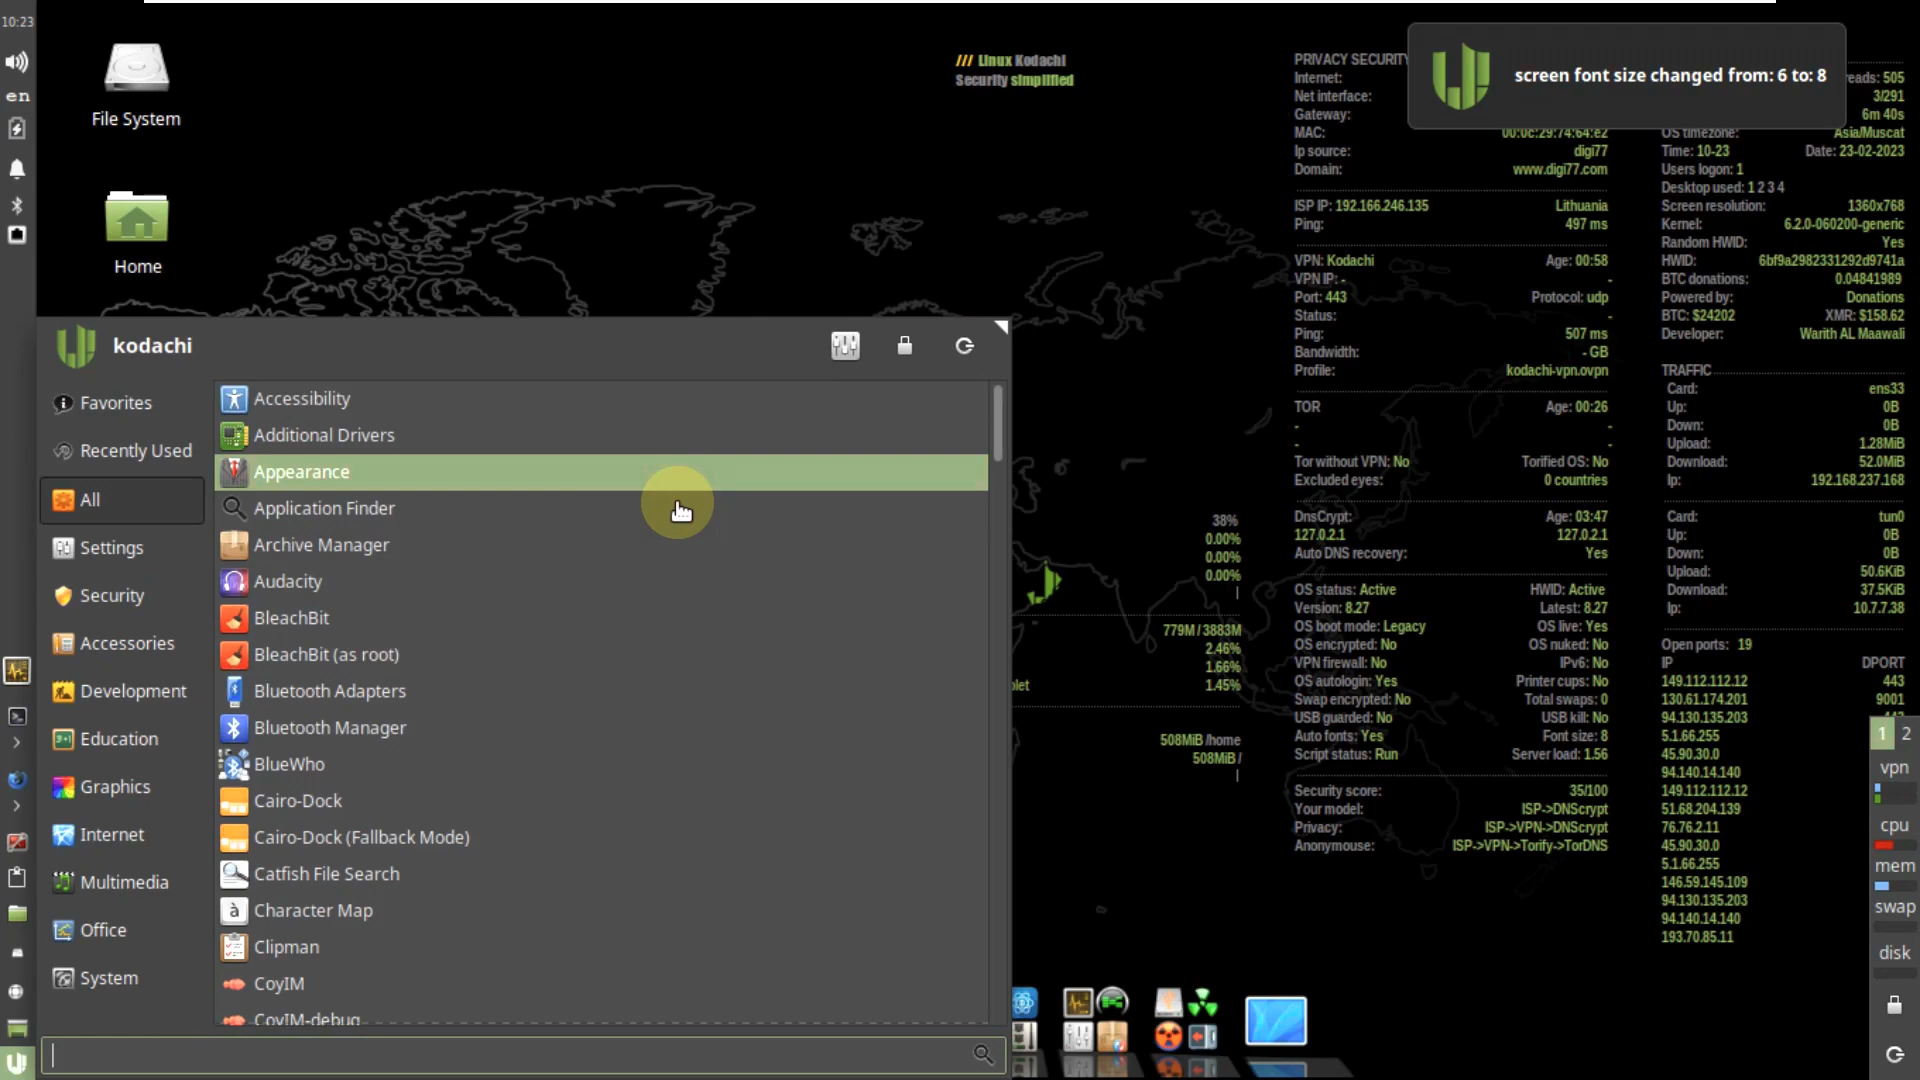 10:23
en
File System
Home
/// Linux Kodachi
Security simplified
screen font size changed from: 6 to: 8
kodachi
Favorites
Recently Used
All
Settings
Security
Accessories
Development
Education
Graphics
Internet
Multimedia
Office
System
Accessibility
Additional Drivers
Appearance
Application Finder
Archive Manager
Audacity
BleachBit
BleachBit (as root)
Bluetooth Adapters
Bluetooth Manager
BlueWho
Cairo-Dock
Cairo-Dock (Fallback Mode)
Catfish File Search
Character Map
Clipman
CoyIM
CoyIM-debug
38%
0.00%
0.00%
0.00%
779M / 3883M
2.46%
1.66%
olet 1.45%
508MiB /home
508MiB /
PRIVACY SECURITY
Internet:
Net interface:
Gateway:
MAC: 00:0c:29:74:64:e2
Ip source: digi77
Domain: www.digi77.com
ISP IP: 192.166.246.135 Lithuania
Ping: 497 ms
VPN: Kodachi Age: 00:58
VPN IP: - -
Port: 443 Protocol: udp
Status: -
Ping: 507 ms
Bandwidth: - GB
Profile: kodachi-vpn.ovpn
TOR Age: 00:26
- -
- -
Tor without VPN: No Torified OS: No
Excluded eyes: 0 countries
DnsCrypt: Age: 03:47
127.0.2.1 127.0.2.1
Auto DNS recovery: Yes
OS status: Active HWID: Active
Version: 8.27 Latest: 8.27
OS boot mode: Legacy OS live: Yes
OS encrypted: No OS nuked: No
VPN firewall: No IPv6: No
OS autologin: Yes Printer cups: No
Swap encrypted: No Total swaps: 0
USB guarded: No USB kill: No
Auto fonts: Yes Font size: 8
Script status: Run Server load: 1.56
Security score: 35/100
Your model: ISP->DNScrypt
Privacy: ISP->VPN->DNScrypt
Anonymouse: ISP->VPN->Torify->TorDNS
reads: 505
3/291
6m 40s
OS timezone: Asia/Muscat
Time: 10-23 Date: 23-02-2023
Users logon: 1
Desktop used: 1 2 3 4
Screen resolution: 1360x768
Kernel: 6.2.0-060200-generic
Random HWID: Yes
HWID: 6bf9a2982331292d9741a
BTC donations: 0.04841989
Powered by: Donations
BTC: $24202 XMR: $158.62
Developer: Warith AL Maawali
TRAFFIC
Card: ens33
Up: 0B
Down: 0B
Upload: 1.28MiB
Download: 52.0MiB
Ip: 192.168.237.168
Card: tun0
Up: 0B
Down: 0B
Upload: 50.6KiB
Download: 37.5KiB
Ip: 10.7.7.38
Open ports: 19
IP DPORT
149.112.112.12 443
130.61.174.201 9001
94.130.135.203
5.1.66.255
45.90.30.0
94.140.14.140
149.112.112.12
51.68.204.139
76.76.2.11
45.90.30.0
5.1.66.255
146.59.145.109
94.130.135.203
94.140.14.140
193.70.85.11
1 2
vpn
cpu
mem
swap
disk